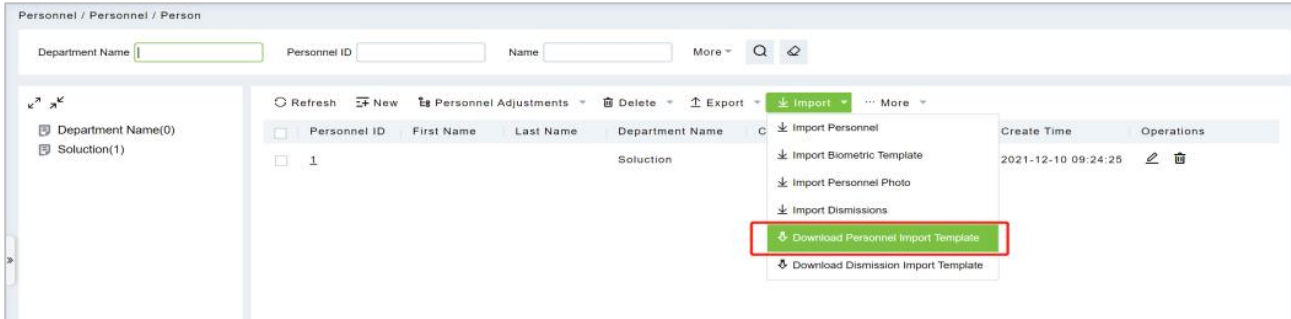 Personnel / Personnel / Person
Department Name Personnel ID Name More
Refresh New Personnel Adjustments Delete Export Import ··· More
Department Name(0)
Soluction(1)
Personnel ID First Name Last Name Department Name C Create Time Operations
1 Soluction 2021-12-10 09:24:25
Import Personnel
Import Biometric Template
Import Personnel Photo
Import Dismissions
Download Personnel Import Template
Download Dismission Import Template